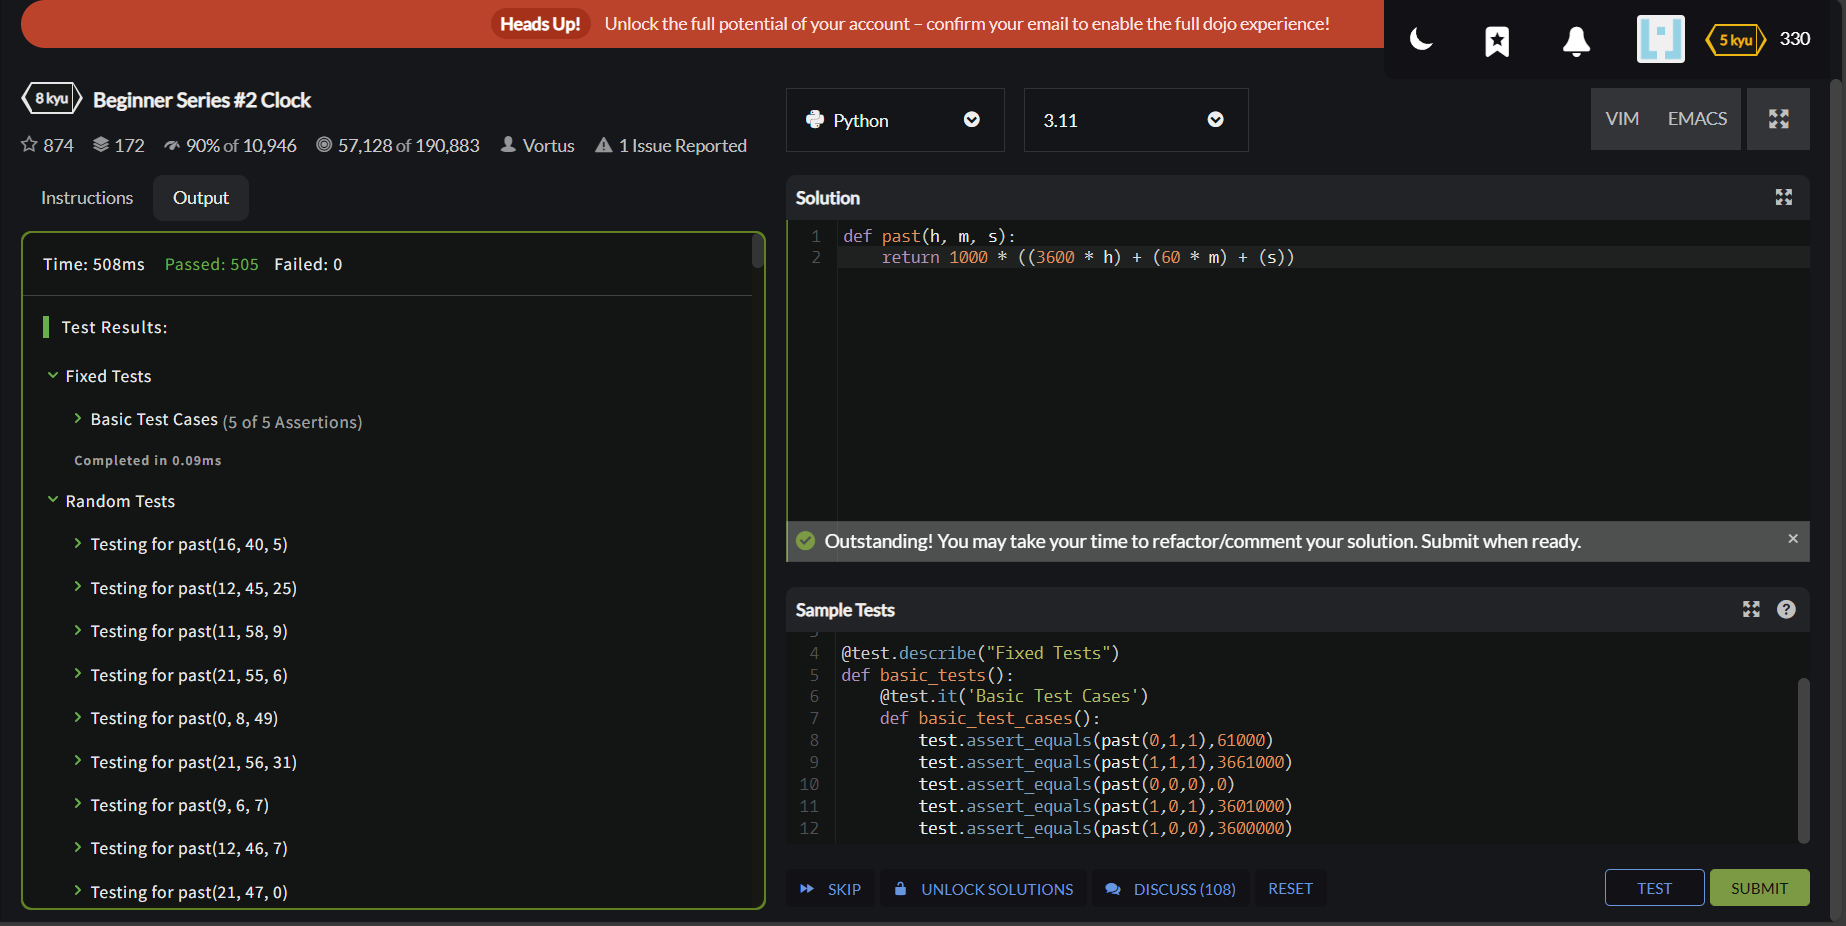 Heads Up! Unlock the full potential of your account – confirm your email to enable the full dojo experience!
5 kyu 330
8 kyu Beginner Series #2 Clock
874 172 90% of 10,946 57,128 of 190,883 Vortus 1 Issue Reported
Instructions Output
Time: 508ms Passed: 505 Failed: 0
Test Results:
Fixed Tests
Basic Test Cases (5 of 5 Assertions)
Completed in 0.09ms
Random Tests
Testing for past(16, 40, 5)
Testing for past(12, 45, 25)
Testing for past(11, 58, 9)
Testing for past(21, 55, 6)
Testing for past(0, 8, 49)
Testing for past(21, 56, 31)
Testing for past(9, 6, 7)
Testing for past(12, 46, 7)
Testing for past(21, 47, 0)
Python 3.11 VIM EMACS
Solution
1 def past(h, m, s):
2     return 1000 * ((3600 * h) + (60 * m) + (s))
Outstanding! You may take your time to refactor/comment your solution. Submit when ready. ×
Sample Tests ?
4 @test.describe("Fixed Tests")
5 def basic_tests():
6     @test.it('Basic Test Cases')
7     def basic_test_cases():
8         test.assert_equals(past(0,1,1),61000)
9         test.assert_equals(past(1,1,1),3661000)
10         test.assert_equals(past(0,0,0),0)
11         test.assert_equals(past(1,0,1),3601000)
12         test.assert_equals(past(1,0,0),3600000)
SKIP UNLOCK SOLUTIONS DISCUSS (108) RESET TEST SUBMIT